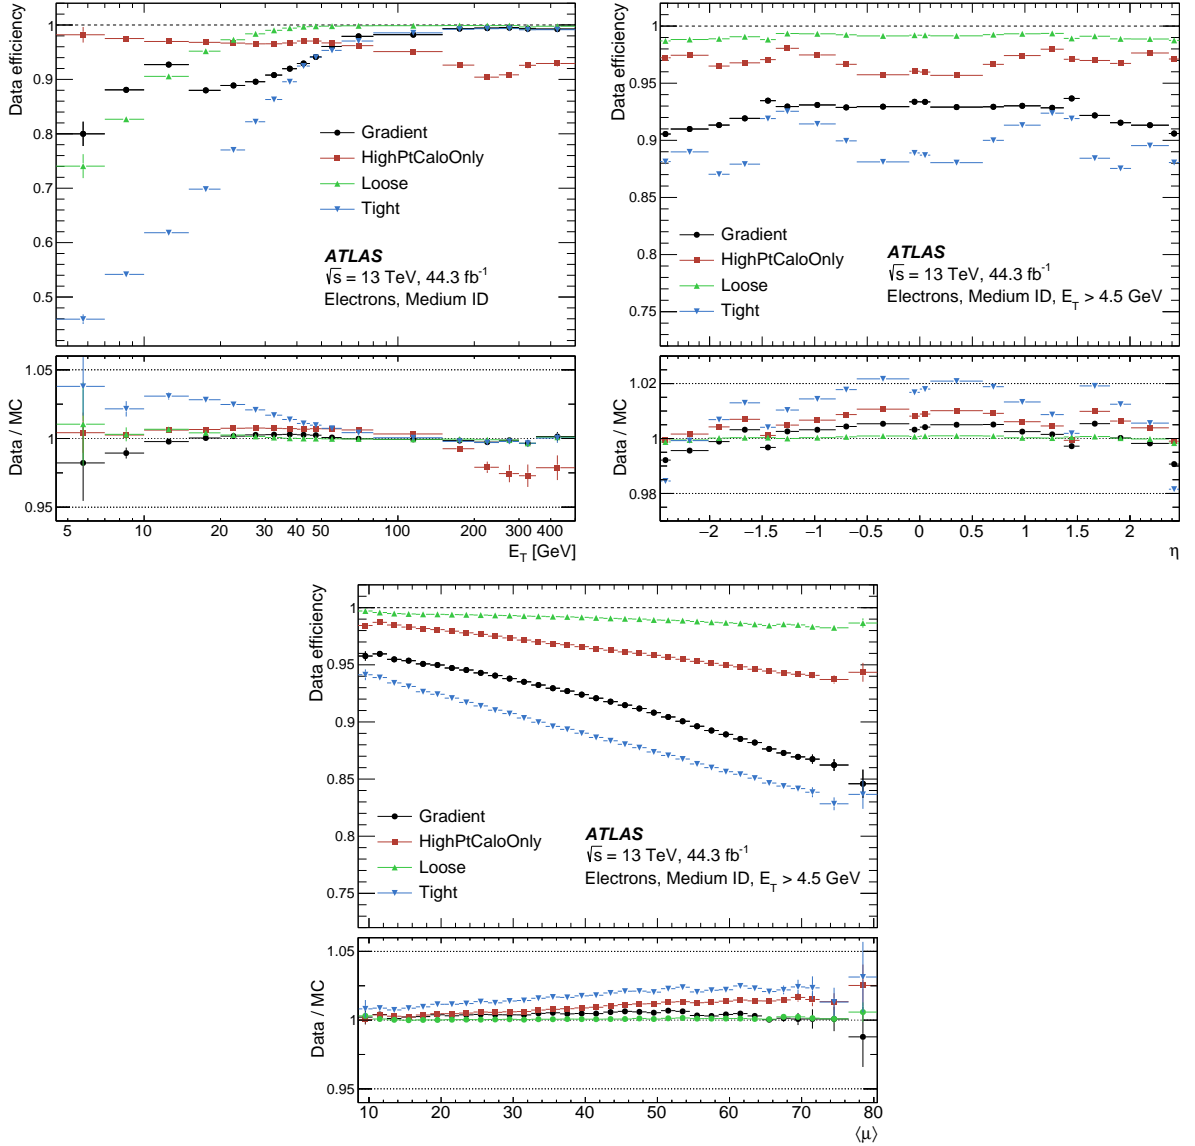 Data efficiency
1
0.9
0.8
0.7
0.6
0.5
Gradient
HighPtCaloOnly
Loose
Tight
ATLAS
√s = 13 TeV, 44.3 fb⁻¹
Electrons, Medium ID
Data / MC
1.05
1
0.95
5 10 20 30 40 50 100 200 300 400
E_T [GeV]
Data efficiency
1
0.95
0.9
0.85
0.8
0.75
Gradient
HighPtCaloOnly
Loose
Tight
ATLAS
√s = 13 TeV, 44.3 fb⁻¹
Electrons, Medium ID, E_T > 4.5 GeV
Data / MC
1.02
1
0.98
−2 −1.5 −1 −0.5 0 0.5 1 1.5 2
η
Data efficiency
1
0.95
0.9
0.85
0.8
0.75
Gradient
HighPtCaloOnly
Loose
Tight
ATLAS
√s = 13 TeV, 44.3 fb⁻¹
Electrons, Medium ID, E_T > 4.5 GeV
Data / MC
1.05
1
0.95
10 20 30 40 50 60 70 80
⟨μ⟩